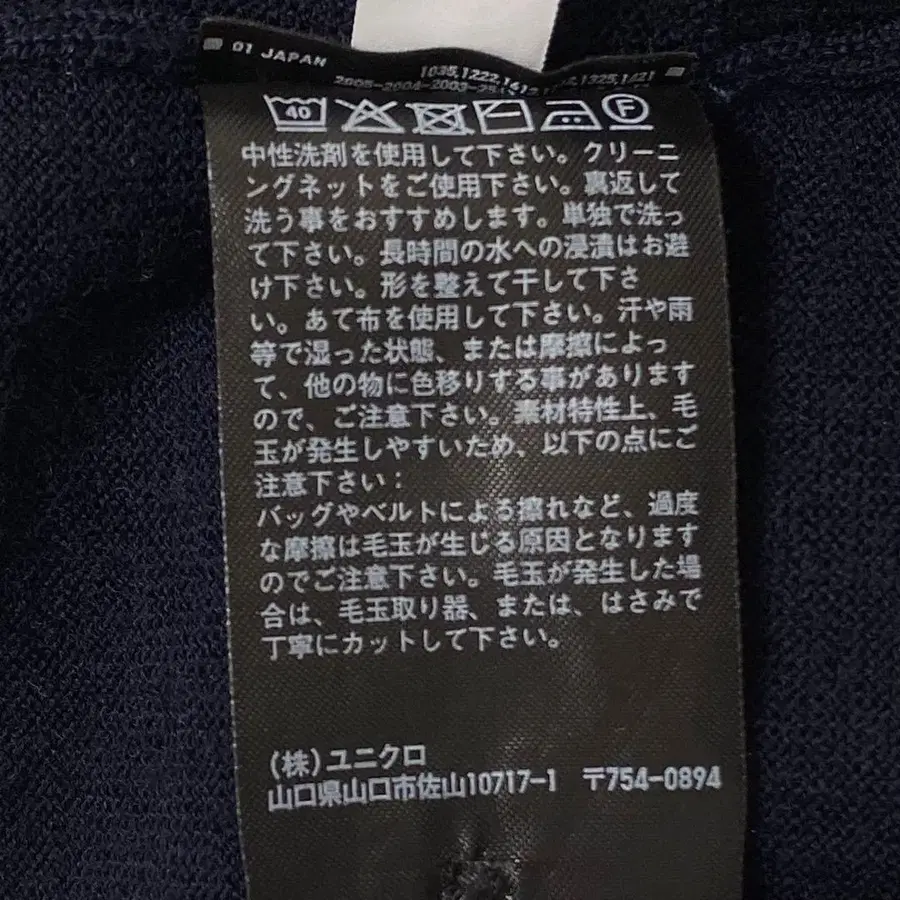 01 JAPAN
40 F
中性洗剤を使用して下さい。クリーニ
ングネットをご使用下さい。裏返して
洗う事をおすすめします。単独で洗っ
て下さい。長時間の水への浸漬はお避
け下さい。形を整えて干して下さ
い。あて布を使用して下さい。汗や雨
等で湿った状態、または摩擦によっ
て、他の物に色移りする事があります
ので、ご注意下さい。素材特性上、毛
玉が発生しやすいため、以下の点にご
注意下さい:
バッグやベルトによる擦れなど、過度
な摩擦は毛玉が生じる原因となります
のでご注意下さい。毛玉が発生した場
合は、毛玉取り器、または、はさみで
丁寧にカットして下さい。
(株)ユニクロ
山口県山口市佐山10717-1 〒754-0894